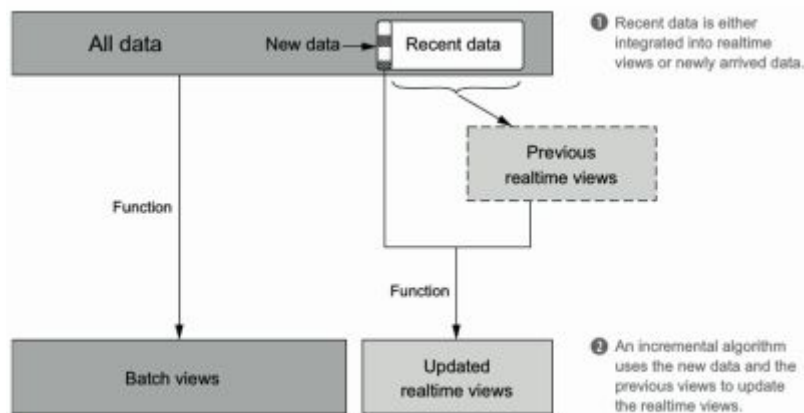 All data
New data
Recent data
❶ Recent data is either
integrated into realtime
views or newly arrived data.
Previous
realtime views
Function
Function
Batch views
Updated
realtime views
❷ An incremental algorithm
uses the new data and the
previous views to update
the realtime views.